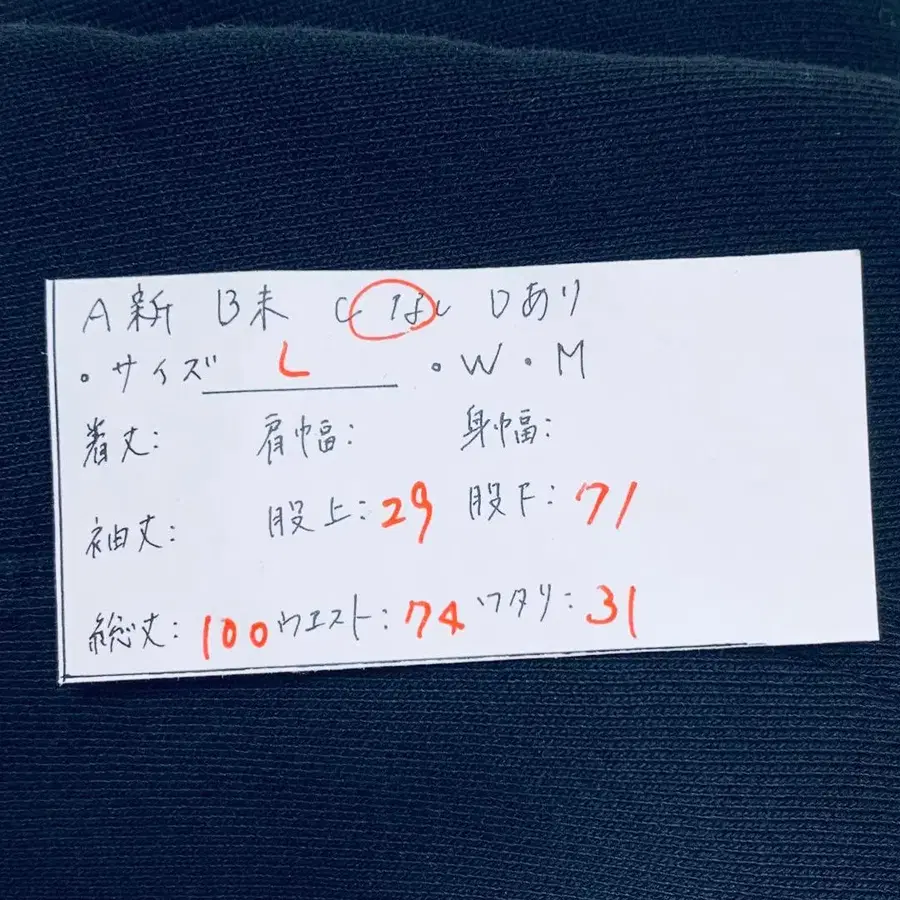 A新 B未 Cなし Dあり
・サイズ L ・W・M
着丈: 肩幅: 身幅:
袖丈: 股上:29 股下:71
総丈:100 ウエスト:74 ワタリ:31